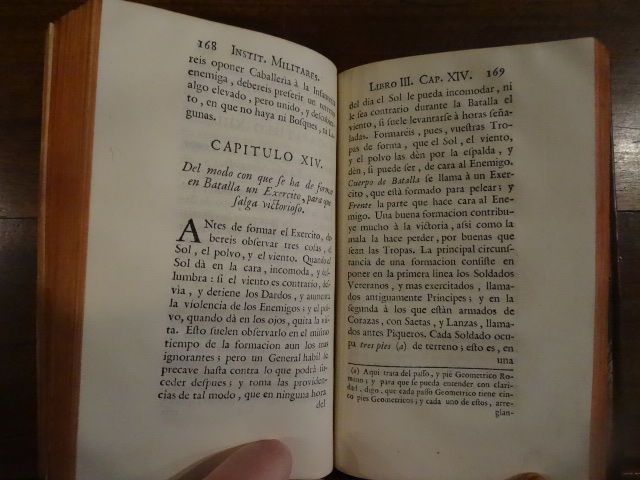 168 INSTIT. MILITARES.
reis oponer Caballeria à la Infanteria
enemiga, debereis preferir un terreno
algo elevado, pero unido, y descubier-
to, en que no haya ni Bosques, ni La-
gunas.
CAPITULO XIV.
Del modo con que se ha de formar
en Batalla un Exercito, para que
salga victorioso.
ANtes de formar el Exercito, de-
bereis observar tres cosas, el
Sol, el polvo, y el viento. Quando el
Sol dà en la cara, incomoda, y des-
lumbra: si el viento es contrario, des-
via, y detiene los Dardos, y aumenta
la violencia de los Enemigos; y el pol-
vo, quando dà en los ojos, quita la vis-
ta. Esto suelen observarlo en el mismo
tiempo de la formacion aun los mas
ignorantes; pero un General habil se
precave hasta contra lo que podrà su-
ceder despues; y toma las providen-
cias de tal modo, que en ninguna hora
del
LIBRO III. CAP. XIV. 169
del dia el Sol le pueda incomodar, ni
le sea contrario durante la Batalla el
viento, si suele levantarse à horas seña-
ladas. Formareis, pues, vuestras Tro-
pas de forma, que el Sol, el viento,
y el polvo las dèn por la espalda, y
dèn, si puede ser, de cara al Enemigo.
Cuerpo de Batalla se llama à un Exer-
cito, que està formado para pelear; y
Frente la parte que hace cara al Ene-
migo. Una buena formacion contribu-
ye mucho à la victoria, asi como la
mala la hace perder, por buenas que
sean las Tropas. La principal circuns-
tancia de una formacion consiste en
poner en la primera linea los Soldados
Veteranos, y mas exercitados, llama-
dos antiguamente Principes; y en la
segunda à los que están armados de
Corazas, con Saetas, y Lanzas, llama-
dos antes Piqueros. Cada Soldado ocu-
pa tres pies (a) de terreno; esto es, en
una
(a) Aqui trata del passo, y pie Geometrico Ro-
mano; y para que se pueda entender con clari-
dad, digo, que cada passo Geometrico tiene cin-
co pies Geometricos; y cada uno de estos, arre-
glan-